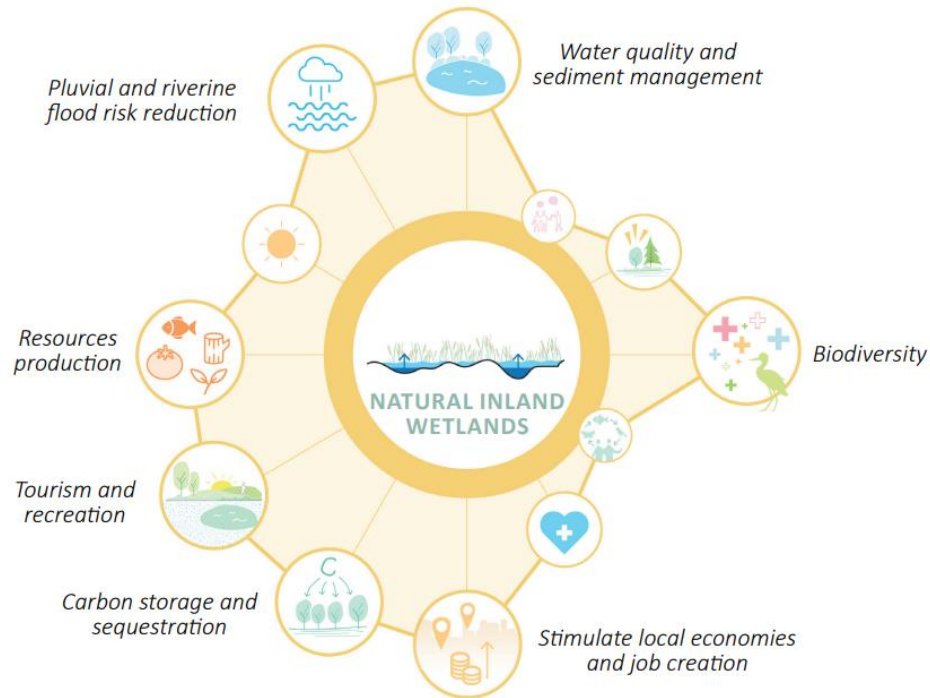 Water quality and
sediment management
Pluvial and riverine
flood risk reduction
Resources
production
Biodiversity
NATURAL INLAND
WETLANDS
Tourism and
recreation
C
Carbon storage and
sequestration
Stimulate local economies
and job creation